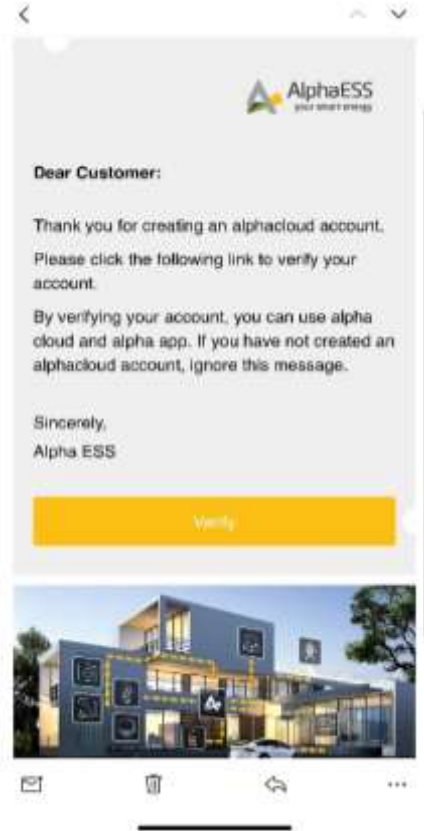 AlphaESS
your smart energy
Dear Customer:
Thank you for creating an alphacloud account.
Please click the following link to verify your
account.
By verifying your account, you can use alpha
cloud and alpha app. If you have not created an
alphacloud account, ignore this message.
Sincerely,
Alpha ESS
Verify